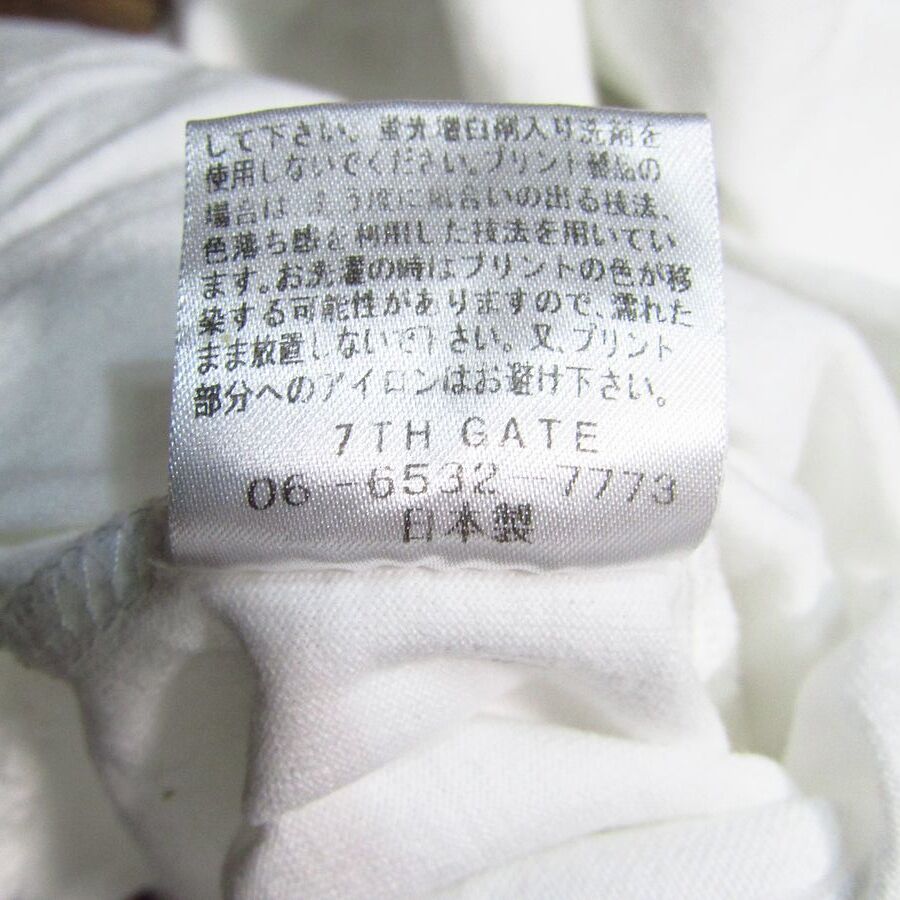 して下さい。蛍光増白剤入り洗剤を
使用しないでください。プリント製品の
場合は、 う度に風合いの出る技法、
色落ち感を利用した技法を用いてい
ます。お洗濯の時はプリントの色が移
染する可能性がありますので、濡れた
まま放置しないで下さい。又、プリント
部分へのアイロンはお避け下さい。
7TH GATE
06-6532-7773
日本製